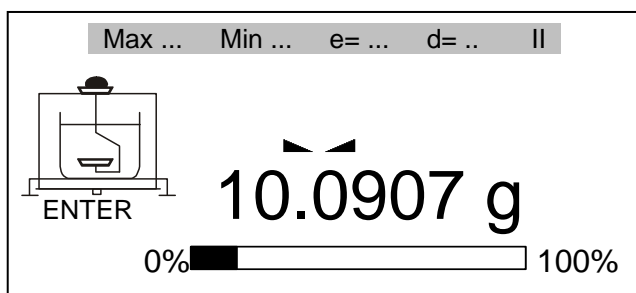 Max ... Min ... e= ... d= .. II
10.0907 g
ENTER
0% 100%